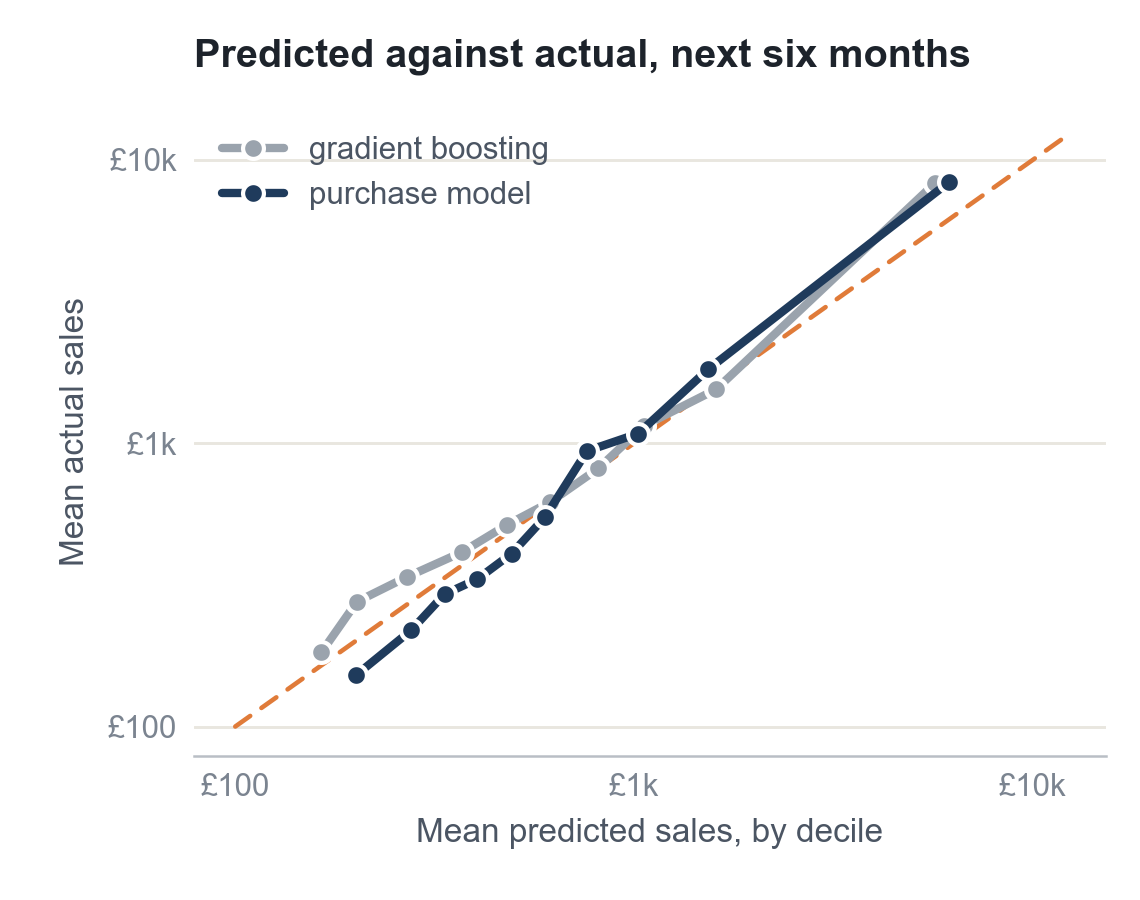 Predicted against actual, next six months
gradient boosting
purchase model
£10k
£1k
£100
Mean actual sales
£100
£1k
£10k
Mean predicted sales, by decile